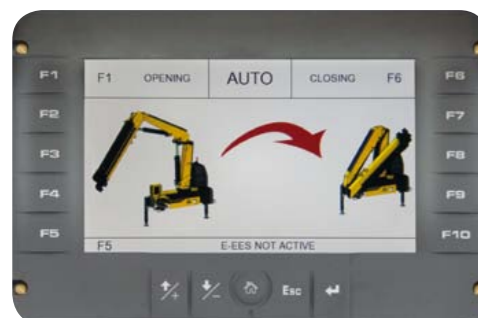 F1 F1 OPENING AUTO CLOSING F6 F6
F2 F7
F3 F8
F4 F9
F5 F5 E-EES NOT ACTIVE F10
+ - Esc